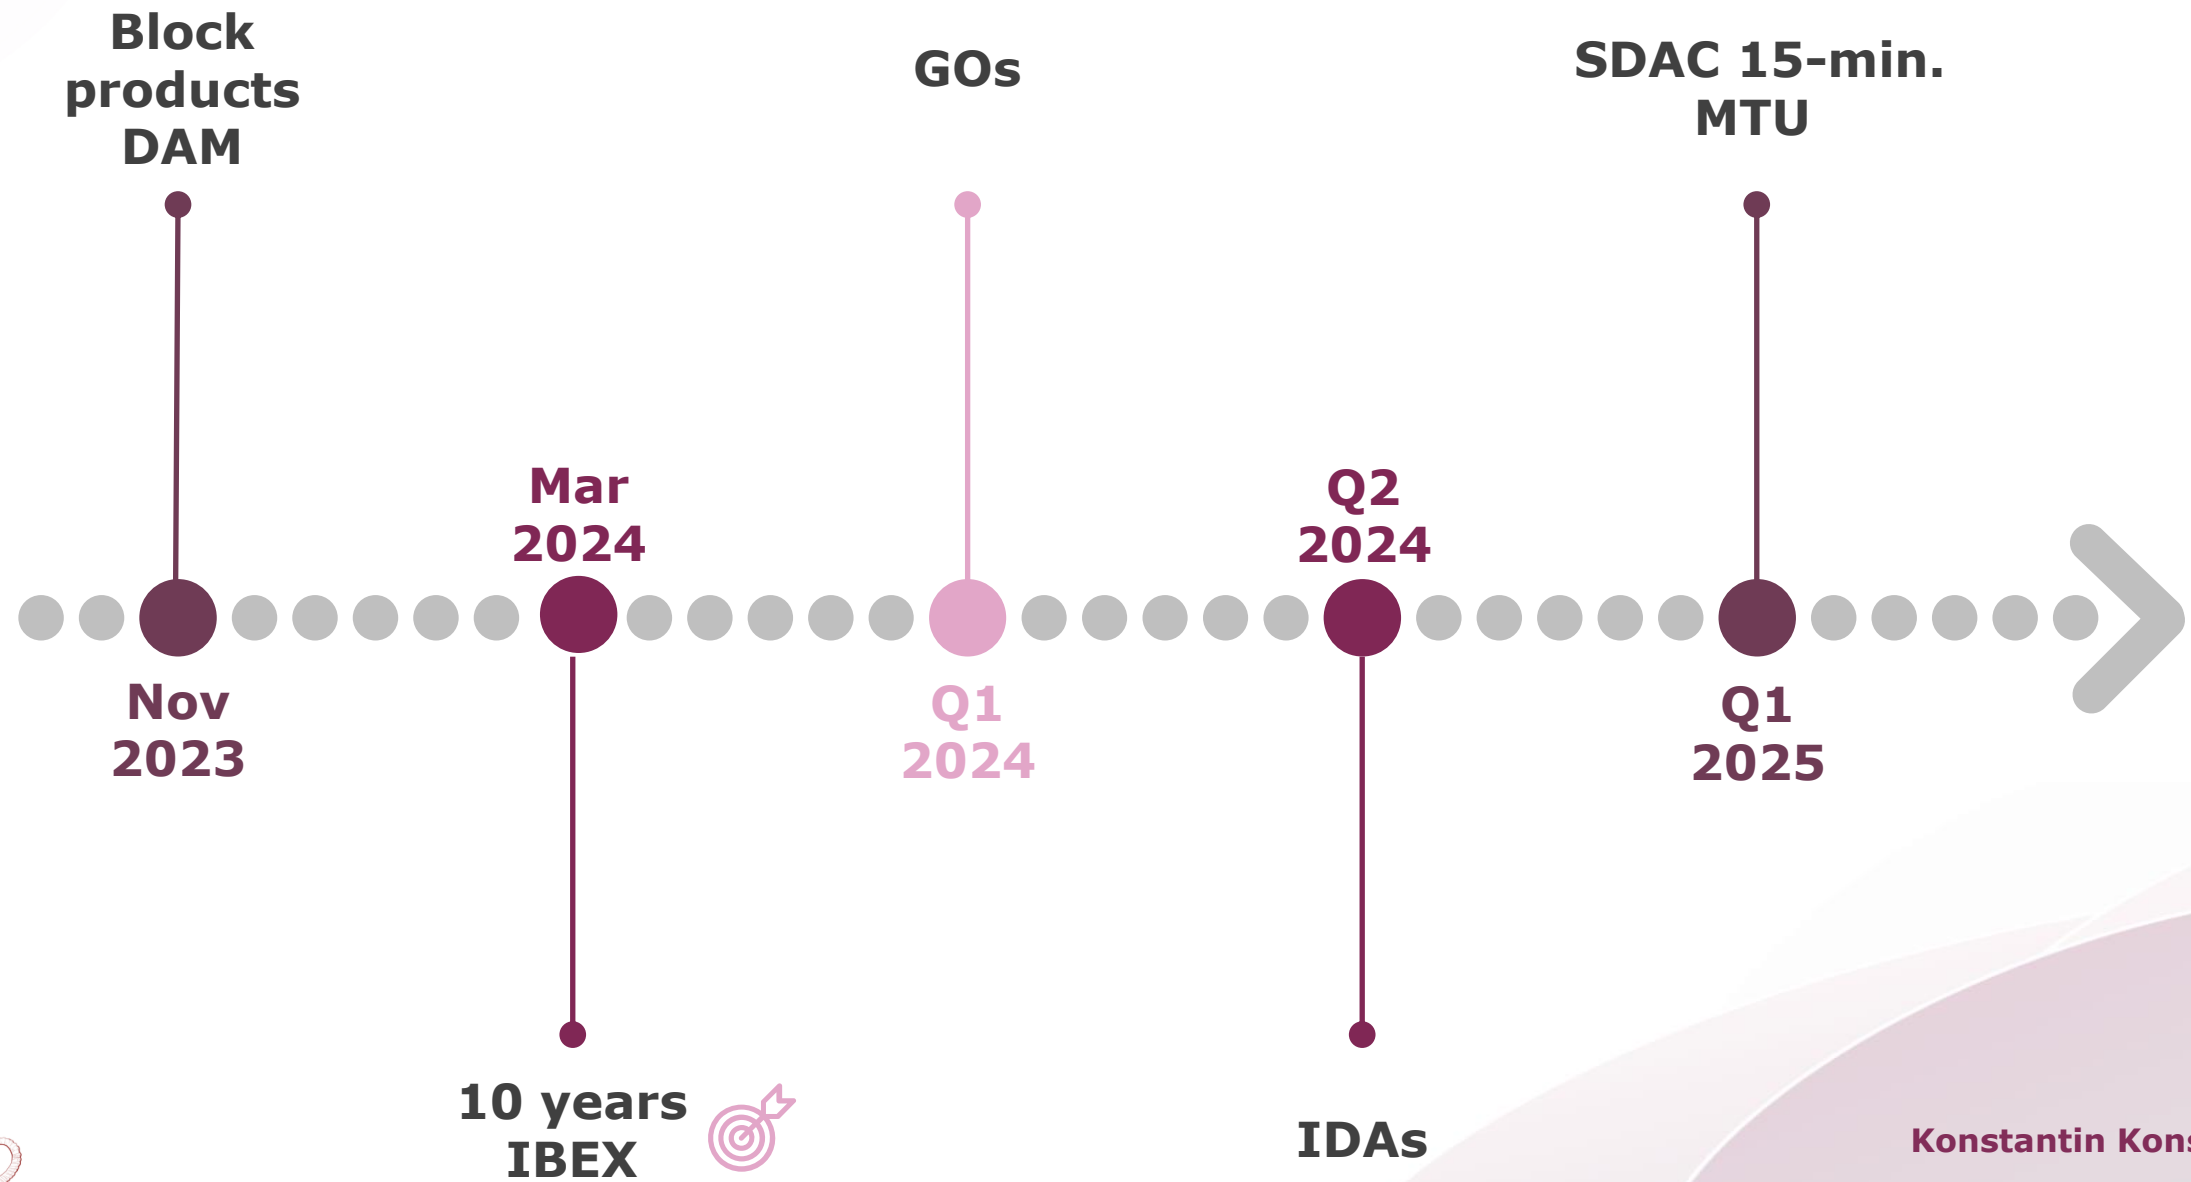 Block
products
DAM
Nov
2023
Mar
2024
10 years
IBEX
GOs
Q1
2024
Q2
2024
IDAs
SDAC 15-min.
MTU
Q1
2025
Konstantin